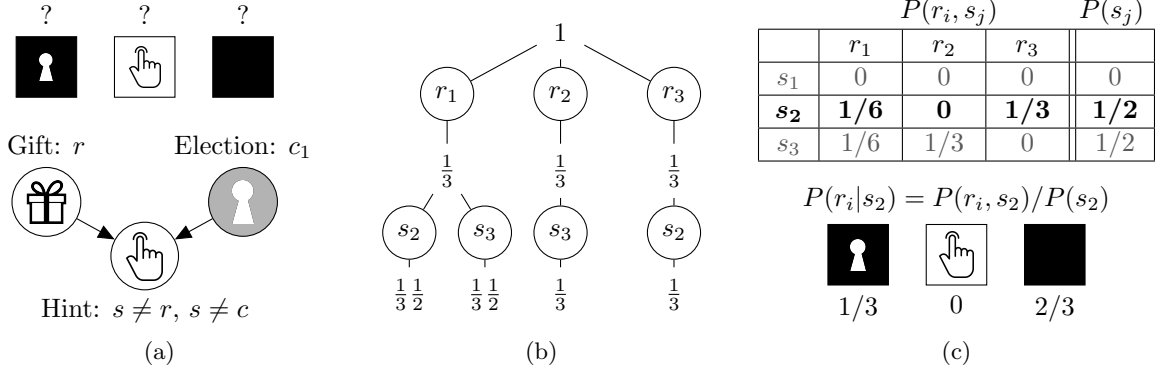 ? ? ?
Gift: r Election: c₁
Hint: s ≠ r, s ≠ c
(a)
1
r₁ r₂ r₃
1/3 1/3 1/3
s₂ s₃ s₃ s₂
1/3 1/2 1/3 1/2 1/3 1/3
(b)
P(rᵢ, sⱼ) P(sⱼ)
r₁ r₂ r₃
s₁ 0 0 0 0
s₂ 1/6 0 1/3 1/2
s₃ 1/6 1/3 0 1/2
P(rᵢ|s₂) = P(rᵢ, s₂)/P(s₂)
1/3 0 2/3
(c)